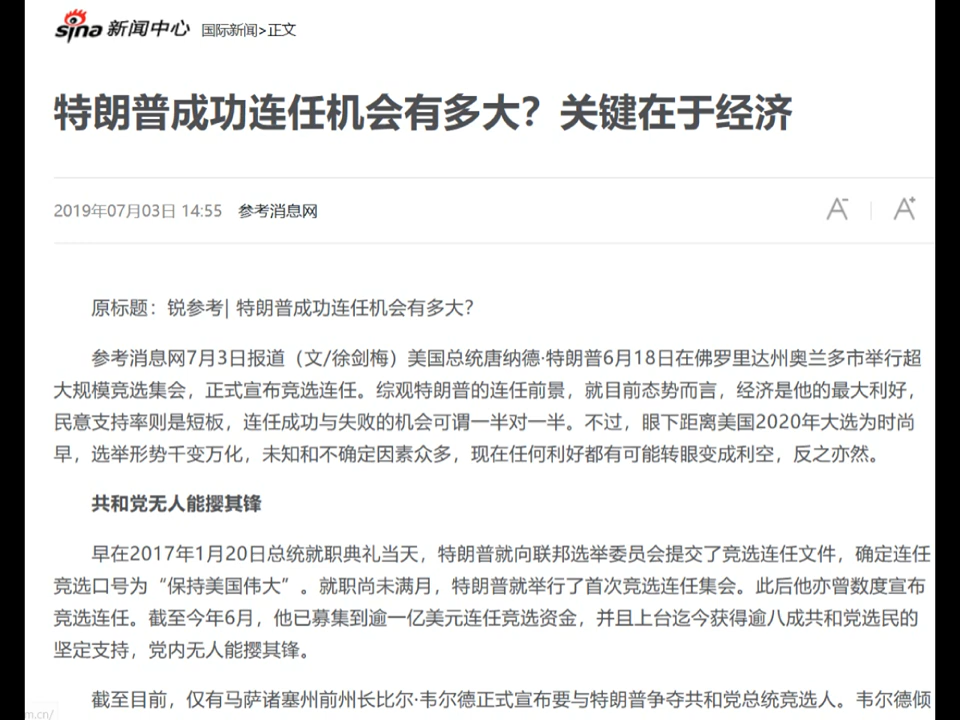 sina 新闻中心 国际新闻>正文
特朗普成功连任机会有多大？关键在于经济
2019年07月03日 14:55 参考消息网 A- | A+
原标题：锐参考| 特朗普成功连任机会有多大？
参考消息网7月3日报道（文/徐剑梅）美国总统唐纳德·特朗普6月18日在佛罗里达州奥兰多市举行超
大规模竞选集会，正式宣布竞选连任。综观特朗普的连任前景，就目前态势而言，经济是他的最大利好，
民意支持率则是短板，连任成功与失败的机会可谓一半对一半。不过，眼下距离美国2020年大选为时尚
早，选举形势千变万化，未知和不确定因素众多，现在任何利好都有可能转眼变成利空，反之亦然。
共和党无人能撄其锋
早在2017年1月20日总统就职典礼当天，特朗普就向联邦选举委员会提交了竞选连任文件，确定连任
竞选口号为“保持美国伟大”。就职尚未满月，特朗普就举行了首次竞选连任集会。此后他亦曾数度宣布
竞选连任。截至今年6月，他已募集到逾一亿美元连任竞选资金，并且上台迄今获得逾八成共和党选民的
坚定支持，党内无人能撄其锋。
截至目前，仅有马萨诸塞州前州长比尔·韦尔德正式宣布要与特朗普争夺共和党总统竞选人。韦尔德倾
m.cn/